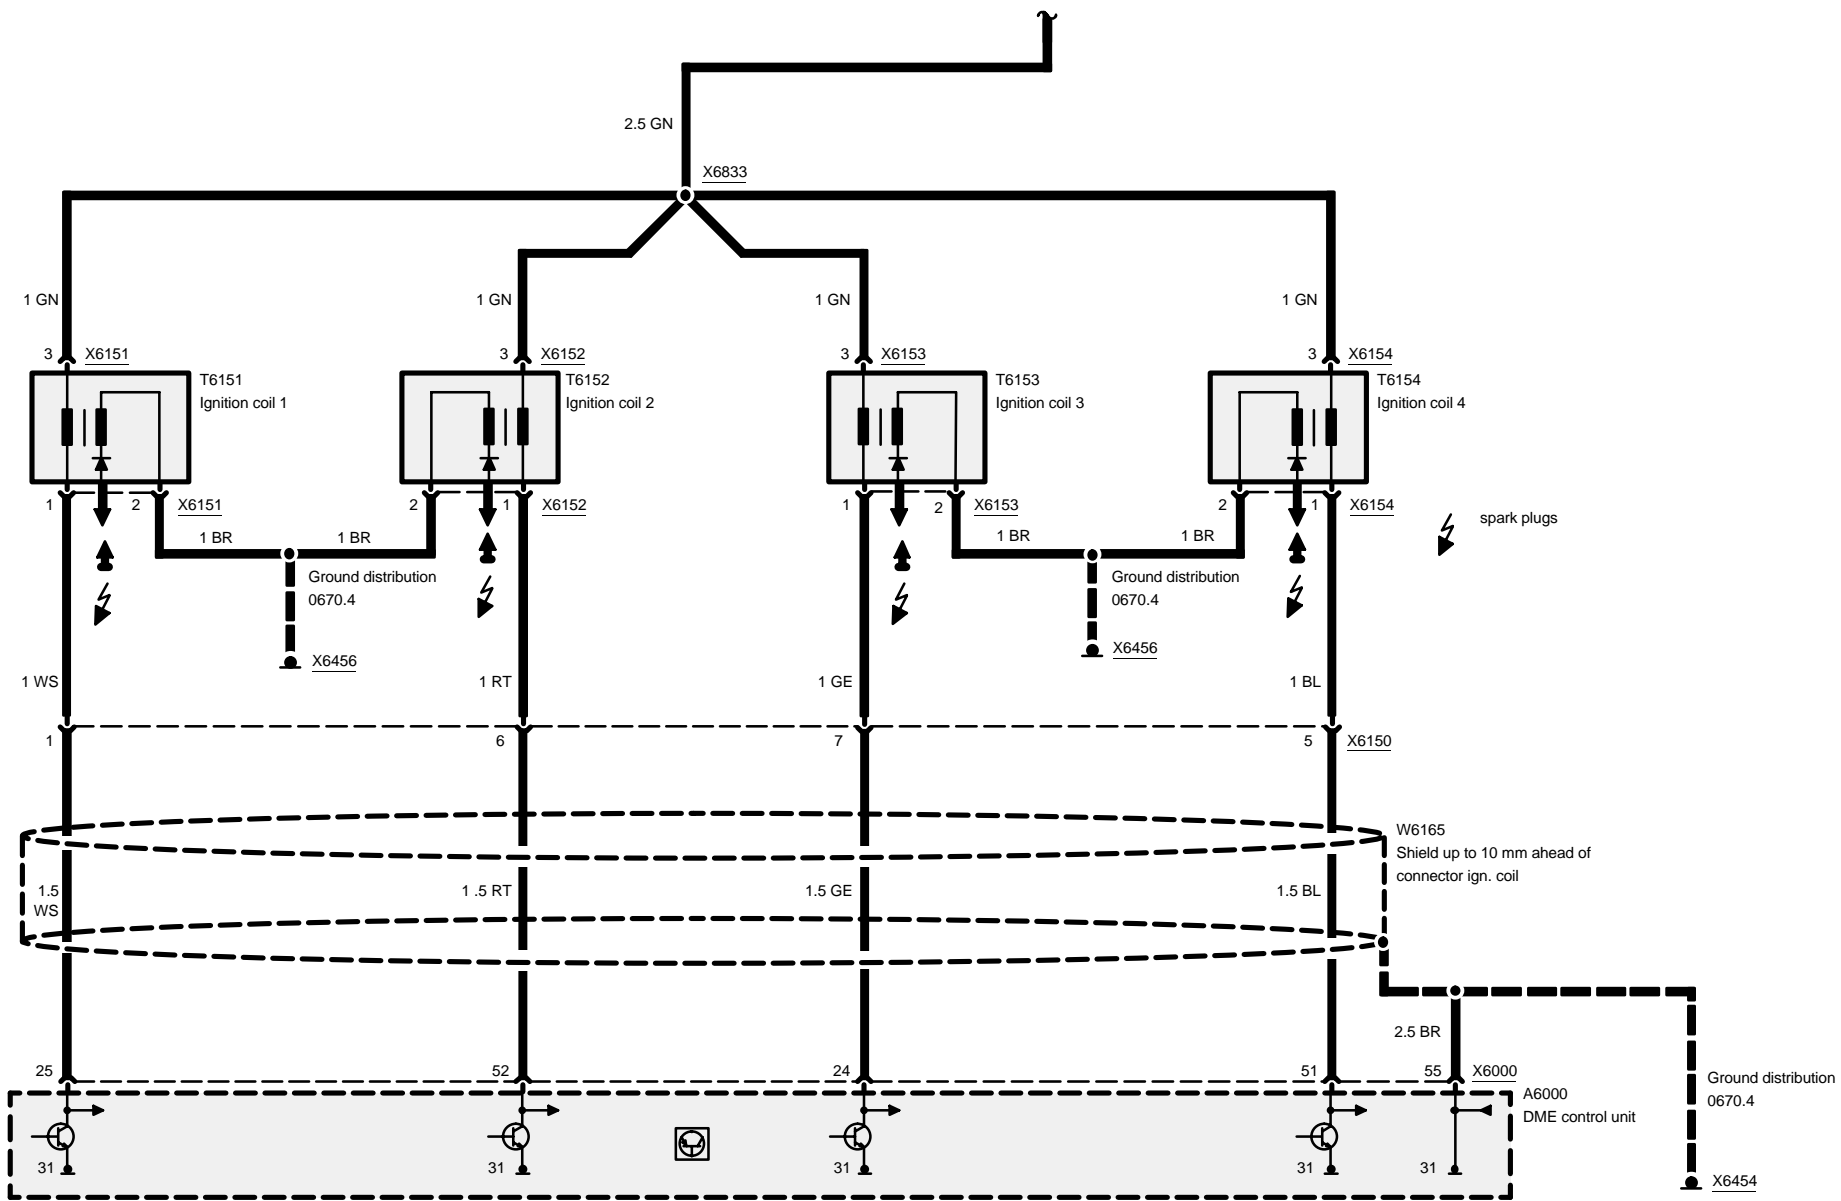 2.5 GN
X6833
1 GN
1 GN
1 GN
1 GN
3
X6151
3
X6152
3
X6153
3
X6154
T6151
Ignition coil 1
T6152
Ignition coil 2
T6153
Ignition coil 3
T6154
Ignition coil 4
1
2
X6151
2
1
X6152
1
2
X6153
2
1
X6154
spark plugs
1 BR
1 BR
1 BR
1 BR
Ground distribution
0670.4
Ground distribution
0670.4
X6456
X6456
1 WS
1 RT
1 GE
1 BL
1
6
7
5
X6150
W6165
Shield up to 10 mm ahead of
connector ign. coil
1.5
WS
1 .5 RT
1.5 GE
1.5 BL
2.5 BR
25
52
24
51
55
X6000
A6000
DME control unit
Ground distribution
0670.4
31
31
31
31
31
X6454